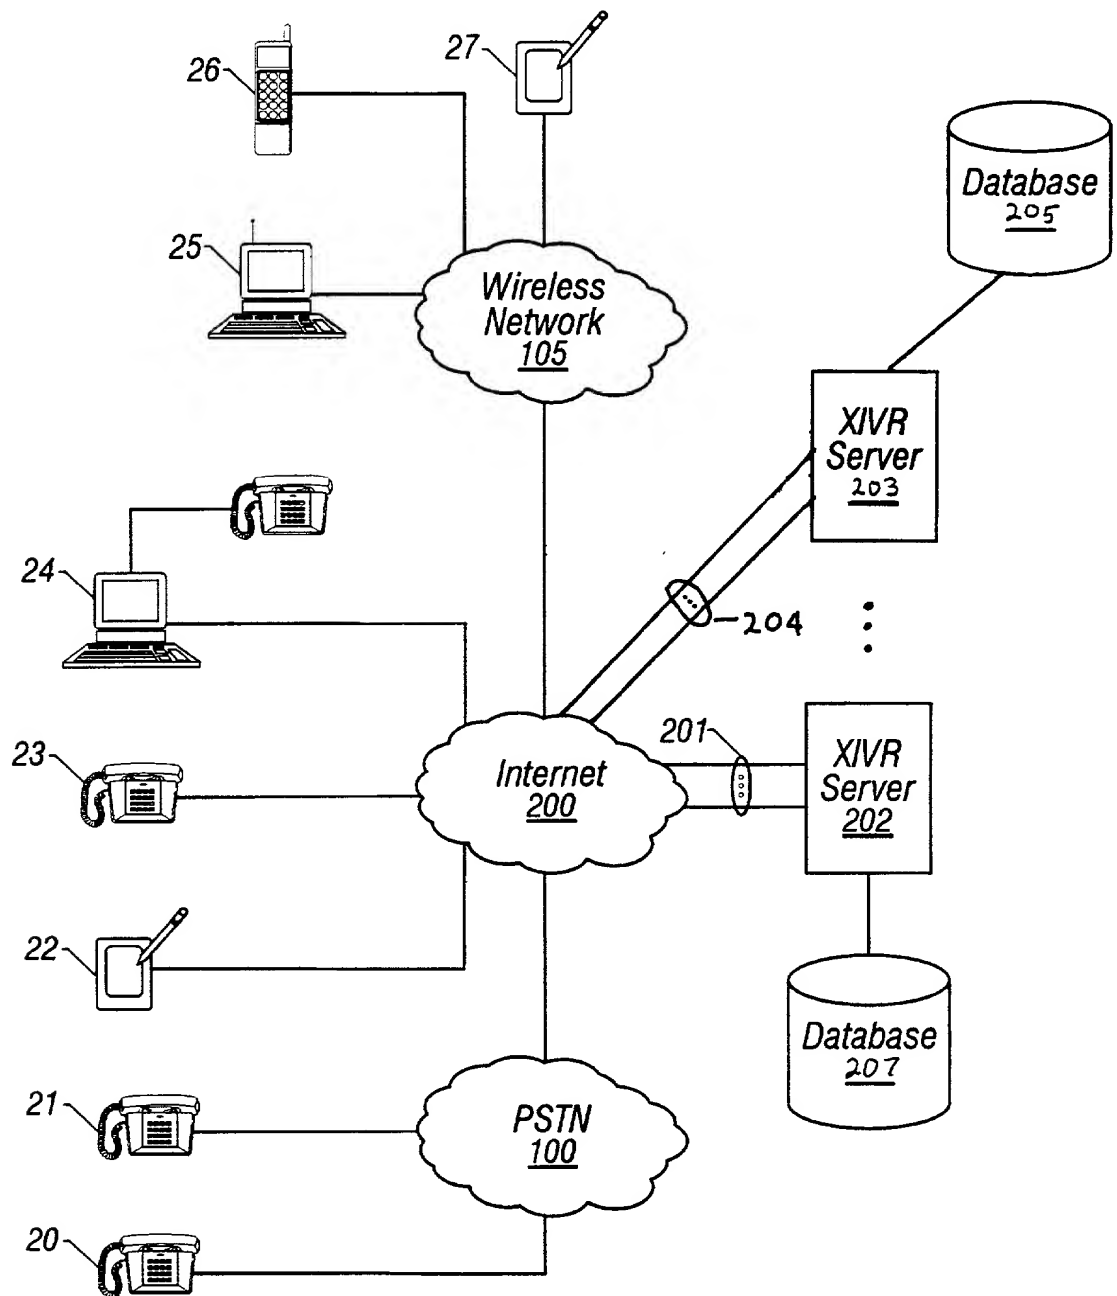 27
26
Database
205
25
Wireless
Network
105
XIVR
Server
203
24
204
201
23
Internet
200
XIVR
Server
202
22
Database
207
21
PSTN
100
20